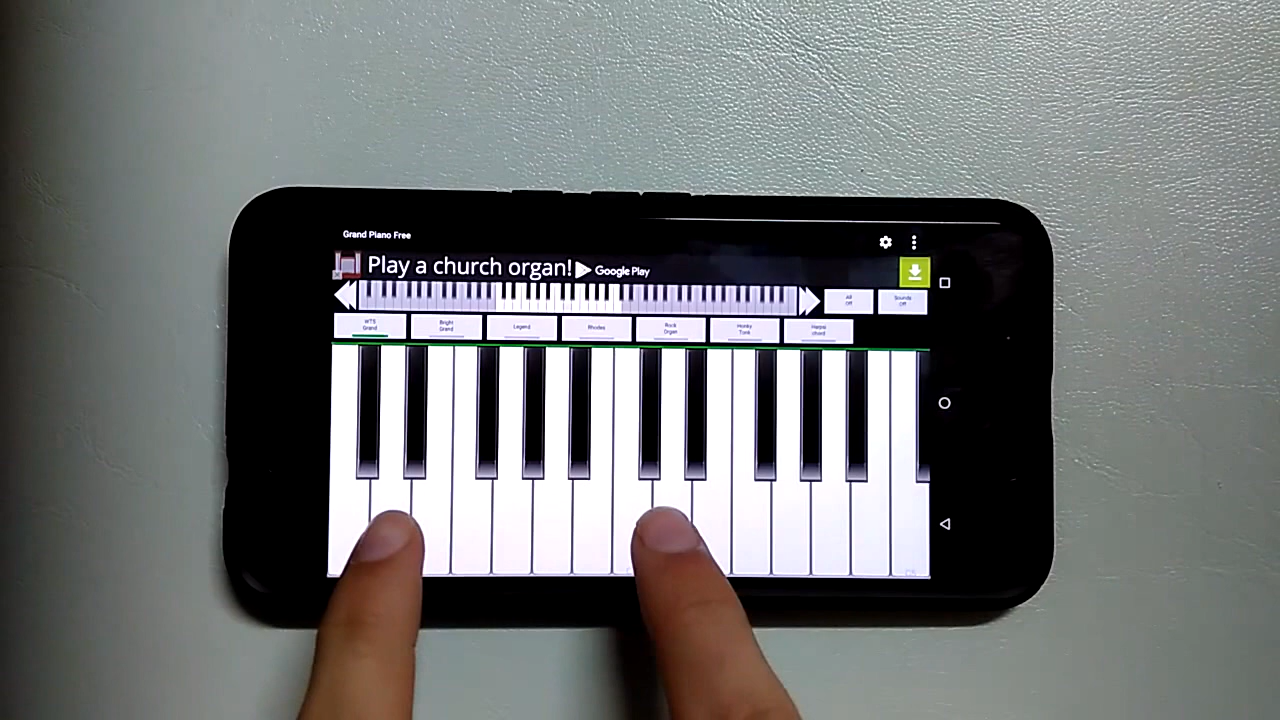 Grand Piano Free
Play a church organ! Google Play
All
Off
Sounds
Off
WTS
Grand
Bright
Grand
Legend
Rhodes
Rock
Organ
Honky
Tonk
Harpsi
chord